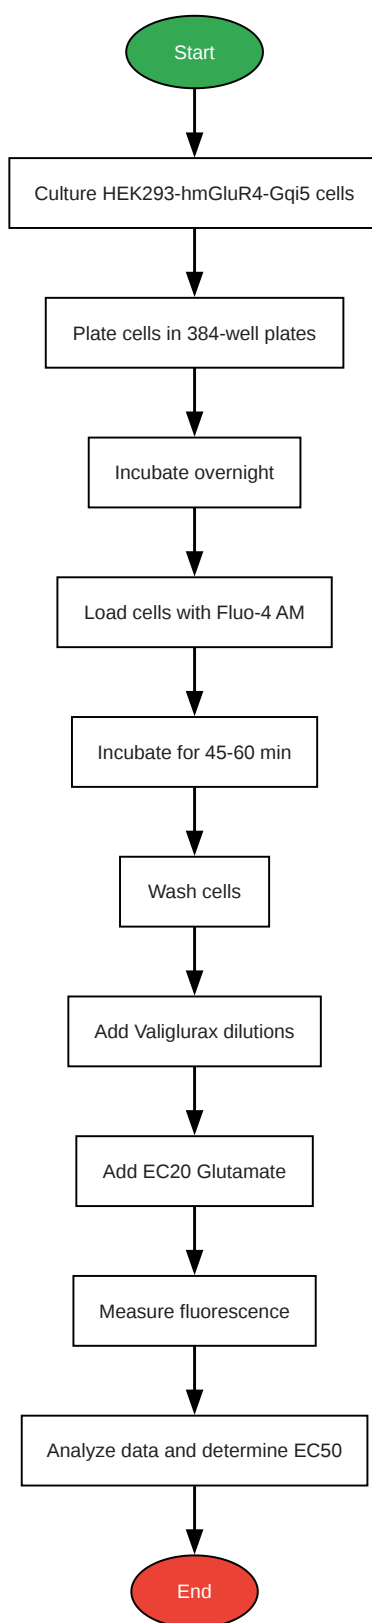 Start
Culture HEK293-hmGluR4-Gqi5 cells
Plate cells in 384-well plates
Incubate overnight
Load cells with Fluo-4 AM
Incubate for 45-60 min
Wash cells
Add Valiglurax dilutions
Add EC20 Glutamate
Measure fluorescence
Analyze data and determine EC50
End